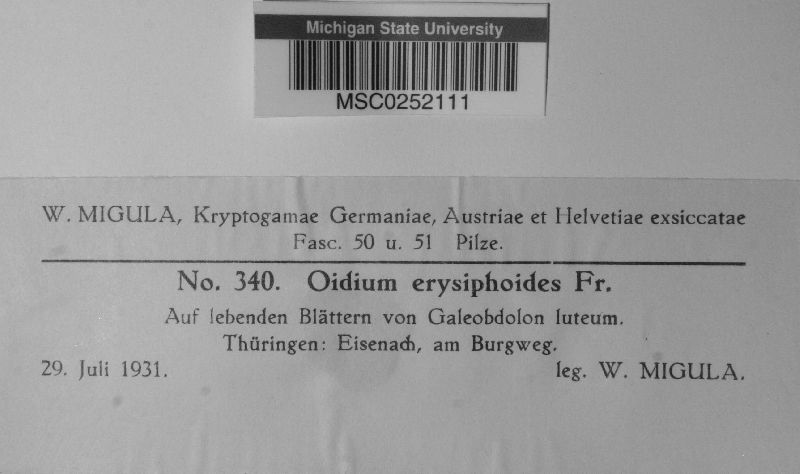 Michigan State University
MSC0252111
W. MIGULA, Kryptogamae Germaniae, Austriae et Helvetiae exsiccatae
Fasc. 50 u. 51 Pilze.
No. 340. Oidium erysiphoides Fr.
Auf lebenden Blättern von Galeobdolon luteum.
Thüringen: Eisenach, am Burgweg.
29. Juli 1931. leg. W. MIGULA.